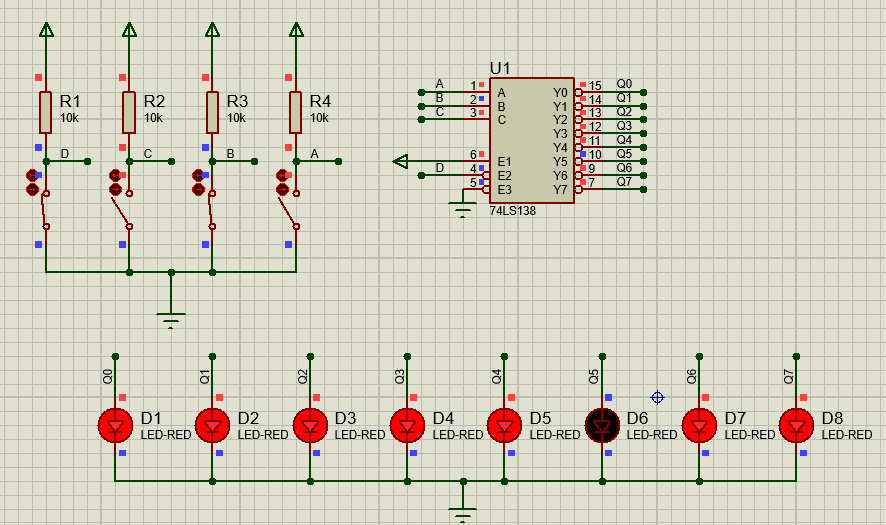 R1 R2 R3 R4
10k 10k 10k 10k
D C B A
U1
A 1 A Y0 15 Q0
B 2 B Y1 14 Q1
C 3 C Y2 13 Q2
Y3 12 Q3
Y4 11 Q4
6 E1 Y5 10 Q5
D 4 E2 Y6 9 Q6
5 E3 Y7 7 Q7
74LS138
Q0 Q1 Q2 Q3 Q4 Q5 Q6 Q7
D1 D2 D3 D4 D5 D6 D7 D8
LED-RED LED-RED LED-RED LED-RED LED-RED LED-RED LED-RED LED-RED